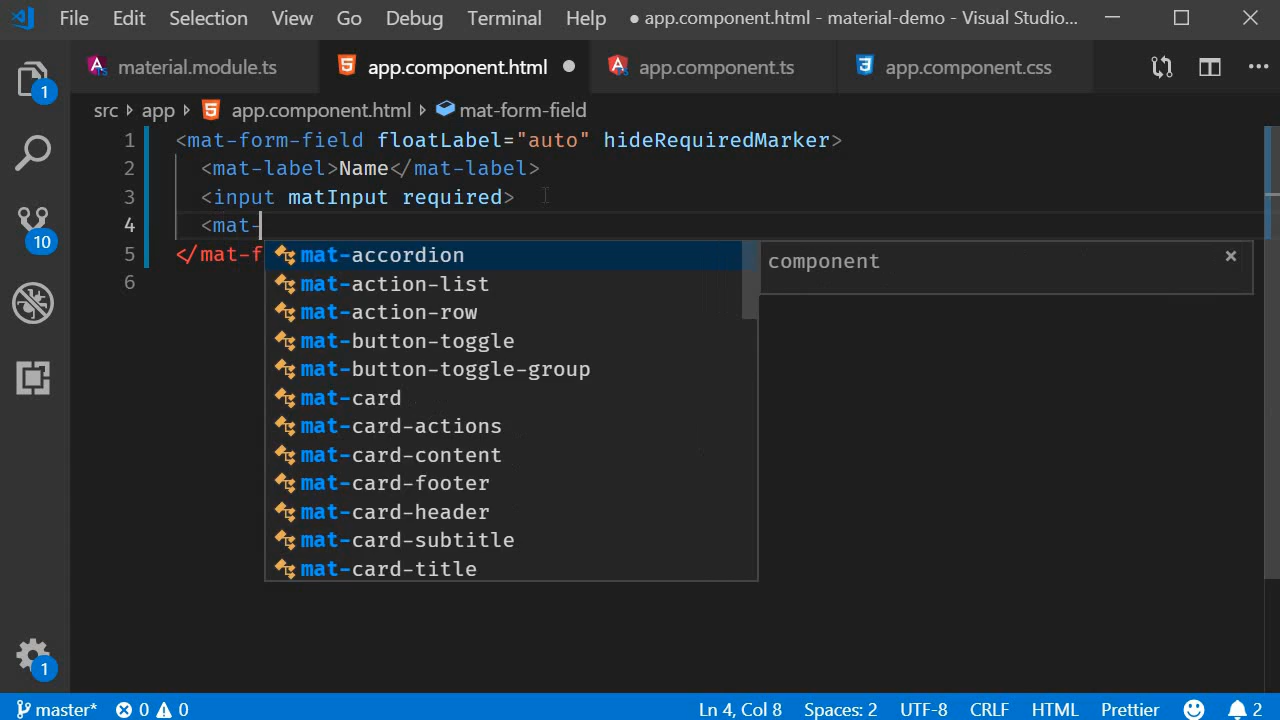 File Edit Selection View Go Debug Terminal Help ● app.component.html - material-demo - Visual Studio...
material.module.ts app.component.html ● app.component.ts app.component.css ...
1
src > app > app.component.html > mat-form-field
1 <mat-form-field floatLabel="auto" hideRequiredMarker>
2 <mat-label>Name</mat-label>
3 <input matInput required>
4 <mat-
10
5 </mat-f
mat-accordion
component ×
mat-action-list
6
mat-action-row
mat-button-toggle
mat-button-toggle-group
mat-card
mat-card-actions
mat-card-content
mat-card-footer
mat-card-header
mat-card-subtitle
mat-card-title
1
master* 0 0 Ln 4, Col 8 Spaces: 2 UTF-8 CRLF HTML Prettier 2